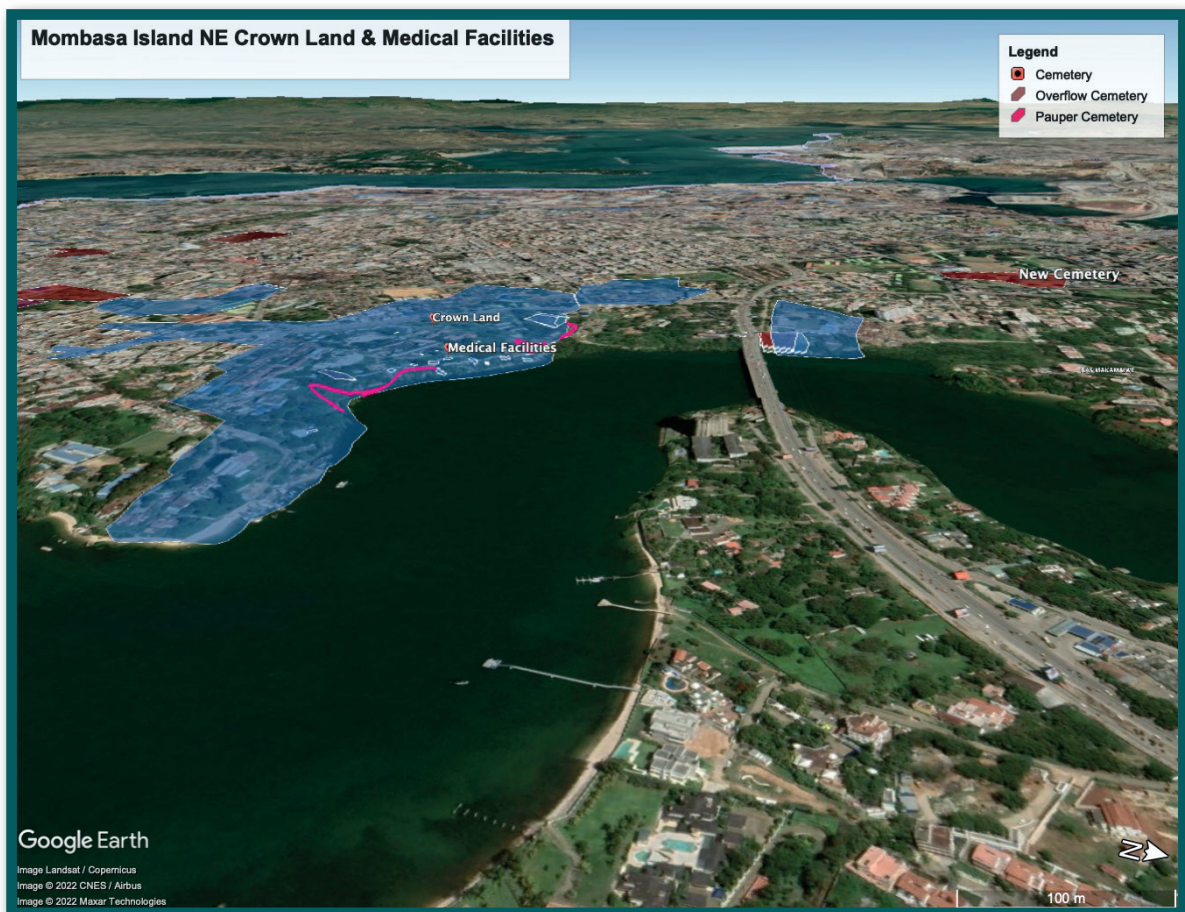 Mombasa Island NE Crown Land & Medical Facilities
Legend
Cemetery
Overflow Cemetery
Pauper Cemetery
New Cemetery
Crown Land
Medical Facilities
Google Earth
Image Landsat / Copernicus
Image © 2022 CNES / Airbus
Image © 2022 Maxar Technologies
N
100 m